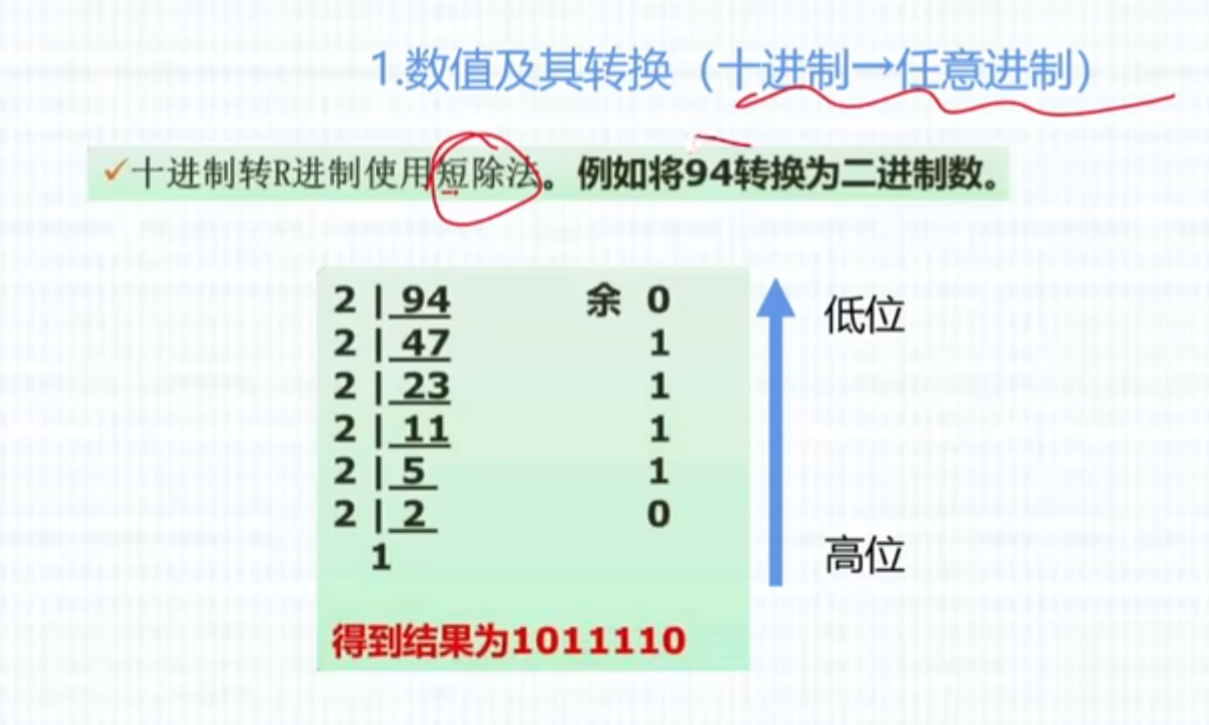 1.数值及其转换（十进制→任意进制）
✓十进制转R进制使用短除法。例如将94转换为二进制数。
2 | 94 余 0
2 | 47 1
2 | 23 1
2 | 11 1
2 | 5 1
2 | 2 0
1
低位
高位
得到结果为1011110